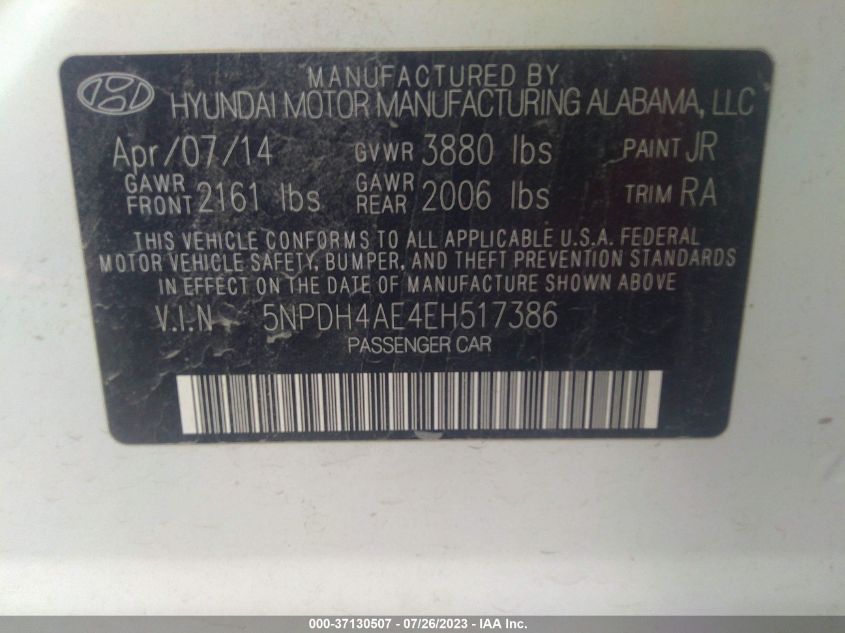 MANUFACTURED BY
HYUNDAI MOTOR MANUFACTURING ALABAMA, LLC
Apr/07/14 GVWR 3880 lbs PAINT JR
GAWR FRONT 2161 lbs GAWR REAR 2006 lbs TRIM RA
THIS VEHICLE CONFORMS TO ALL APPLICABLE U.S.A. FEDERAL
MOTOR VEHICLE SAFETY, BUMPER, AND THEFT PREVENTION STANDARDS
IN EFFECT ON THE DATE OF MANUFACTURE SHOWN ABOVE
V.I.N 5NPDH4AE4EH517386
PASSENGER CAR
000-37130507 - 07/26/2023 - IAA Inc.